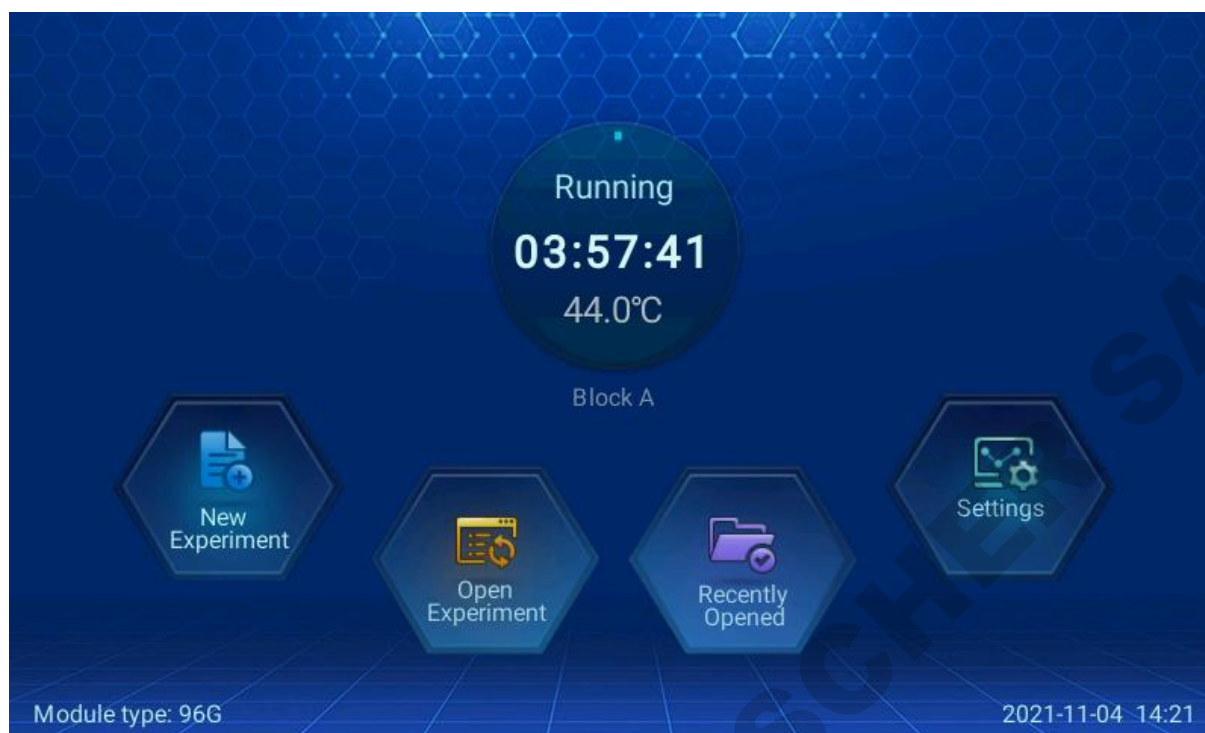 Running
03:57:41
44.0℃
Block A
New
Experiment
Open
Experiment
Recently
Opened
Settings
Module type: 96G
2021-11-04 14:21